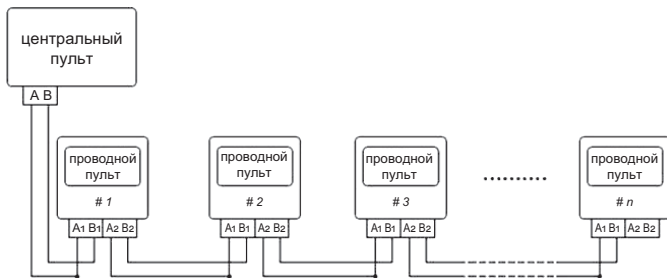 центральный
пульт
A B
проводной
пульт
# 1
A1 B1 A2 B2
проводной
пульт
# 2
A1 B1 A2 B2
проводной
пульт
# 3
A1 B1 A2 B2
..........
проводной
пульт
# n
A1 B1 A2 B2